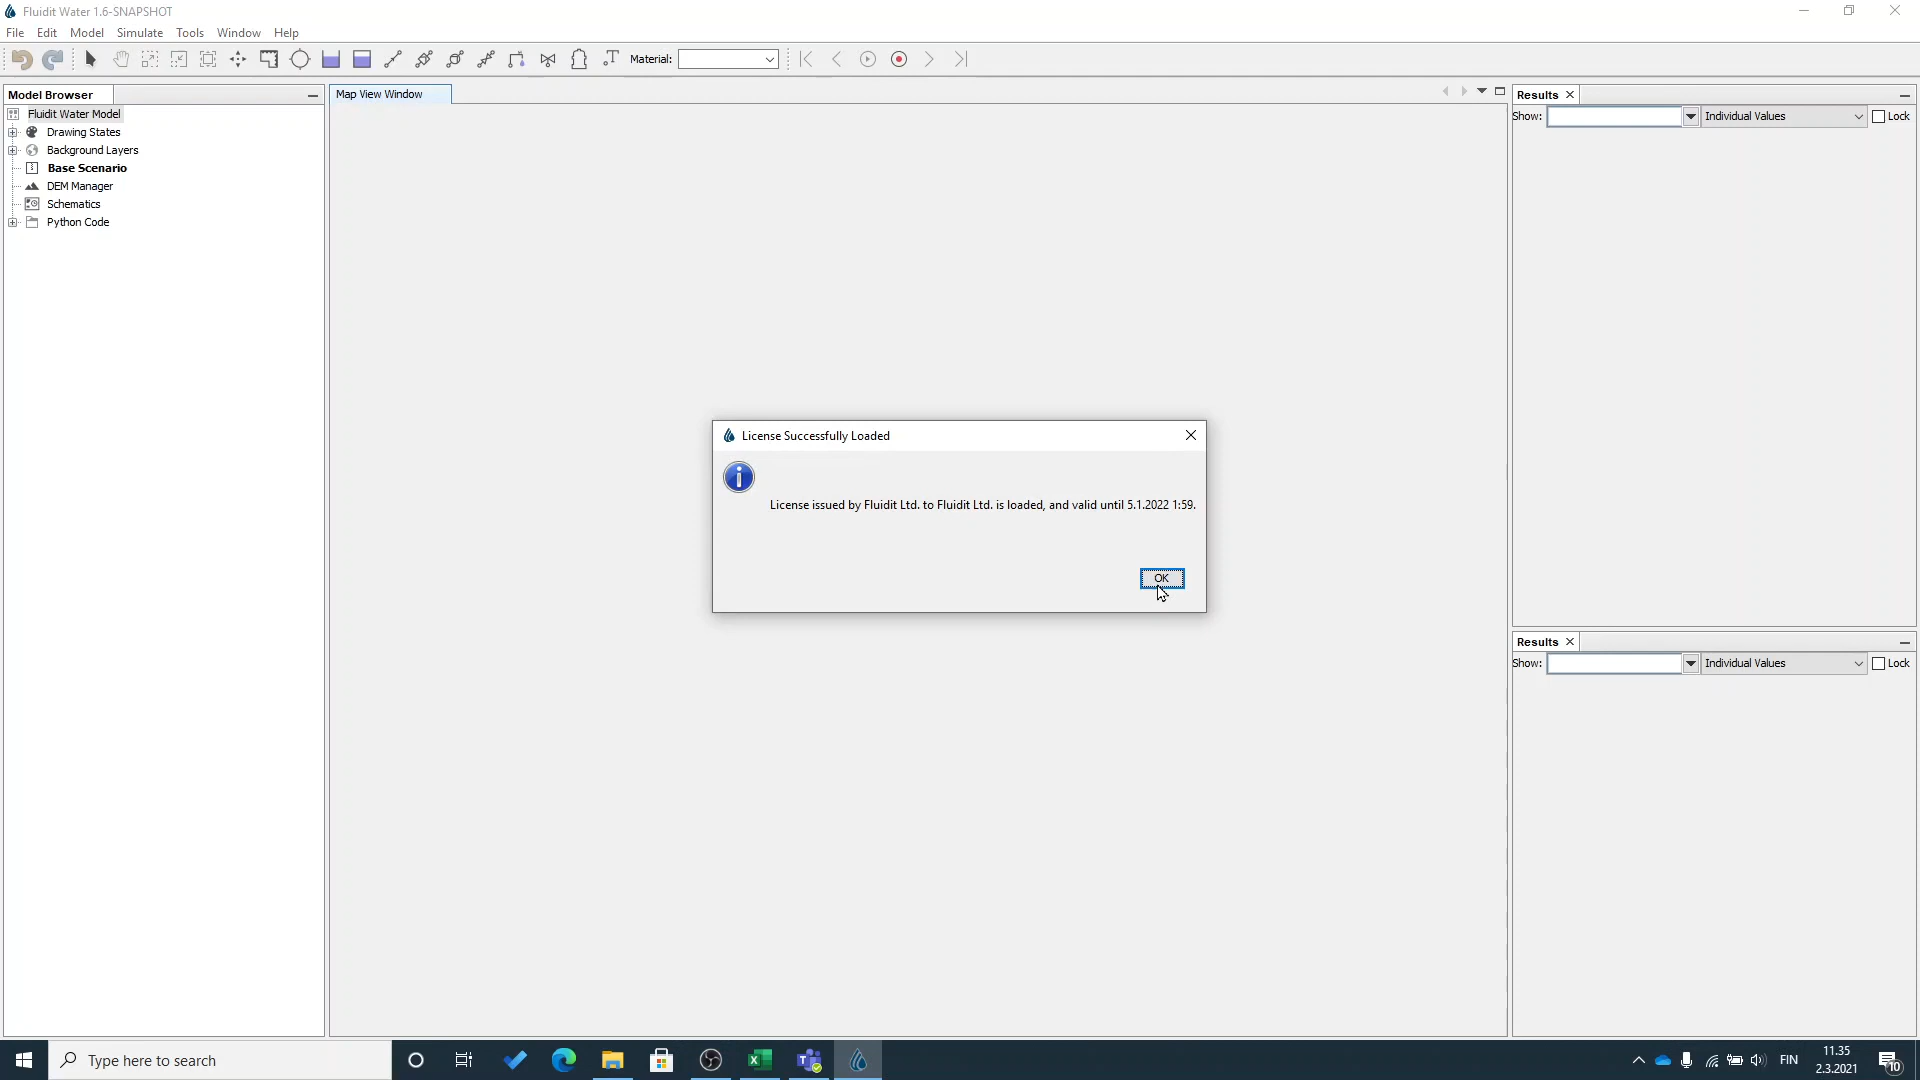 Fluidit Water 1.6-SNAPSHOT
File Edit Model Simulate Tools Window Help
Material:
Model Browser
Fluidit Water Model
Drawing States
Background Layers
Base Scenario
DEM Manager
Schematics
Python Code
Map View Window
Results
Show: Individual Values Lock
License Successfully Loaded
License issued by Fluidit Ltd. to Fluidit Ltd. is loaded, and valid until 5.1.2022 1:59.
OK
Results
Show: Individual Values Lock
Type here to search
FIN
11.35
2.3.2021
10